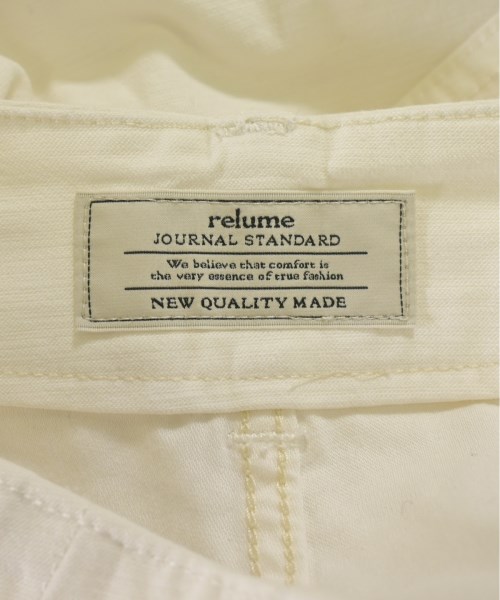 relume
JOURNAL STANDARD
We believe that comfort is
the very essence of true fashion
NEW QUALITY MADE